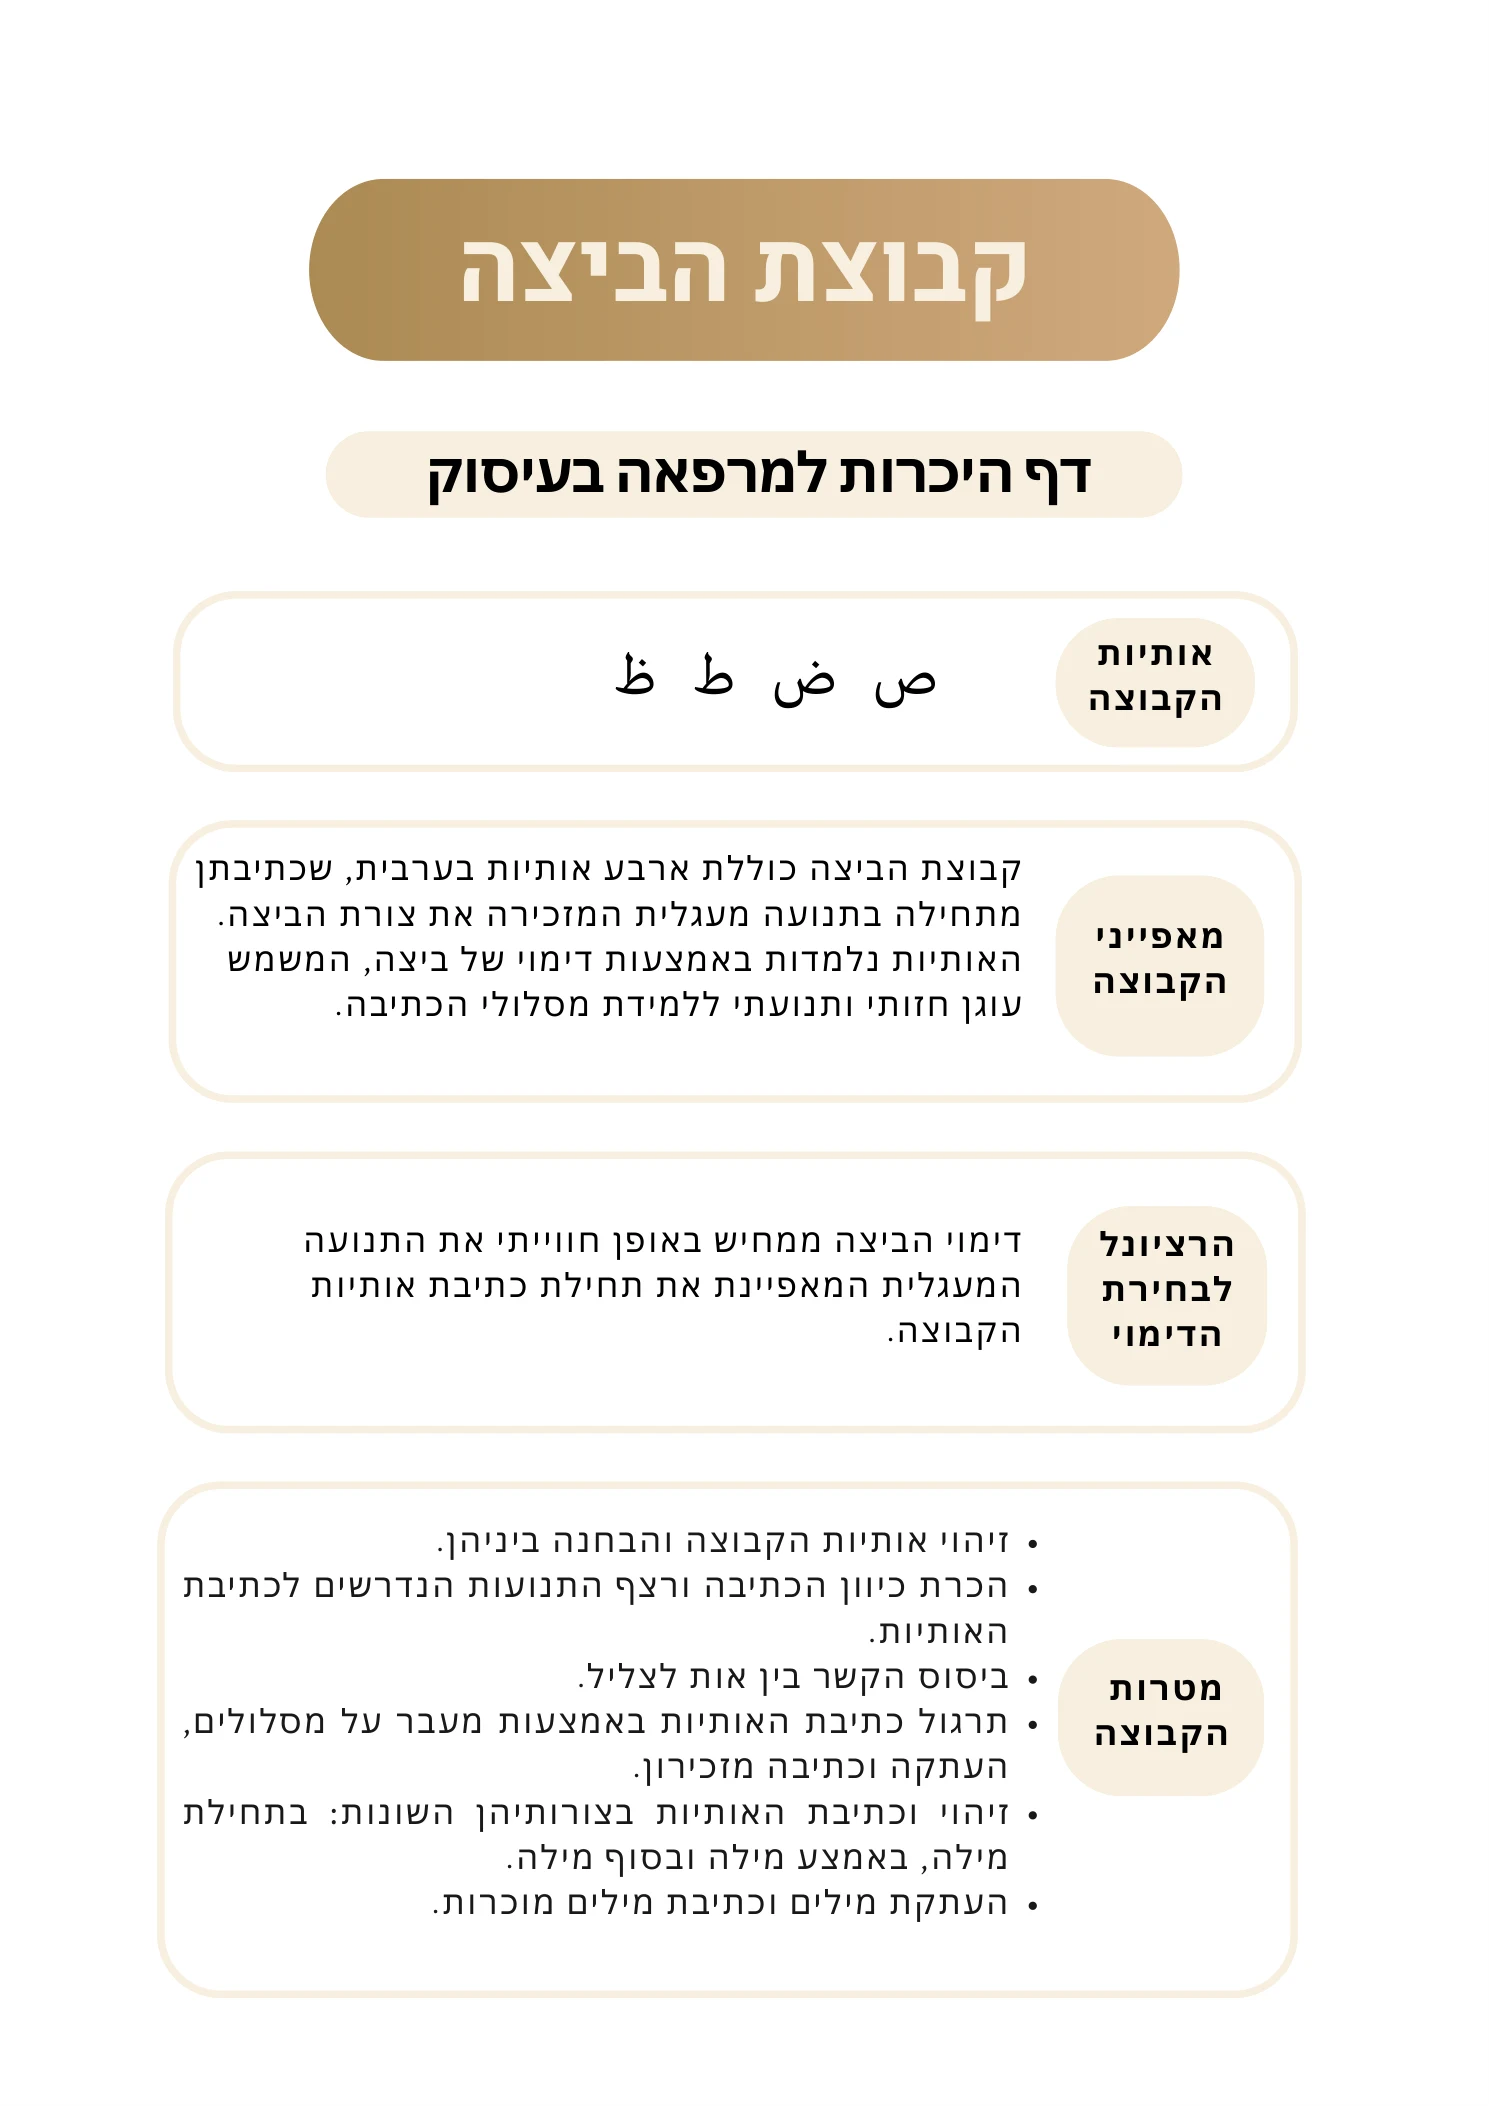 קבוצת הביצה
דף היכרות למרפאה בעיסוק
אותיות
הקבוצה
ص ض ط ظ
מאפייני
הקבוצה
קבוצת הביצה כוללת ארבע אותיות בערבית, שכתיבתן
מתחילה בתנועה מעגלית המזכירה את צורת הביצה.
האותיות נלמדות באמצעות דימוי של ביצה, המשמש
עוגן חזותי ותנועתי ללמידת מסלולי הכתיבה.
הרציונל
לבחירת
הדימוי
דימוי הביצה ממחיש באופן חווייתי את התנועה
המעגלית המאפיינת את תחילת כתיבת אותיות
הקבוצה.
מטרות
הקבוצה
• זיהוי אותיות הקבוצה והבחנה ביניהן.
• הכרת כיוון הכתיבה ורצף התנועות הנדרשים לכתיבת
האותיות.
• ביסוס הקשר בין אות לצליל.
• תרגול כתיבת האותיות באמצעות מעבר על מסלולים,
העתקה וכתיבה מזכירון.
• זיהוי וכתיבת האותיות בצורותיהן השונות: בתחילת
מילה, באמצע מילה ובסוף מילה.
• העתקת מילים וכתיבת מילים מוכרות.